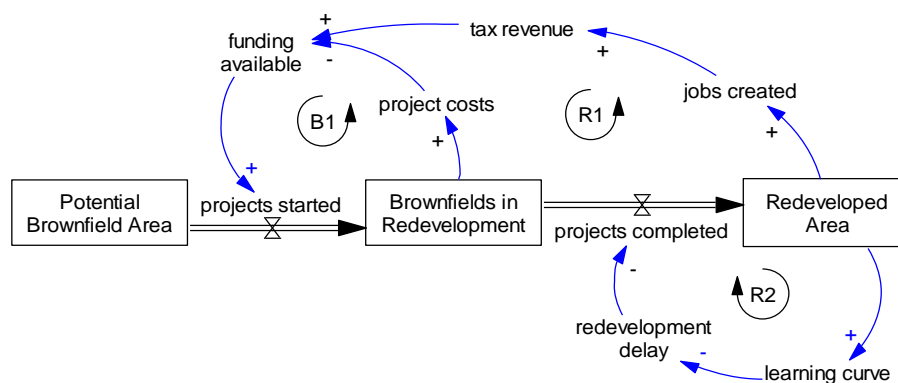 +
tax revenue
funding
available
-
+
jobs created
project costs
B1
R1
+
+
+
Potential
Brownfield Area
projects started
Brownfields in
Redevelopment
projects completed
Redeveloped
Area
-
R2
redevelopment
delay
+
-
learning curve